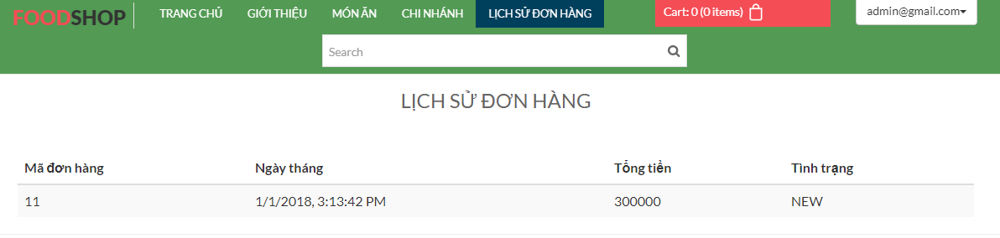 FOODSHOP TRANG CHỦ GIỚI THIỆU MÓN ĂN CHI NHÁNH LỊCH SỬ ĐƠN HÀNG Cart: 0 (0 items) admin@gmail.com
Search
LỊCH SỬ ĐƠN HÀNG
Mã đơn hàng Ngày tháng Tổng tiền Tình trạng
11 1/1/2018, 3:13:42 PM 300000 NEW